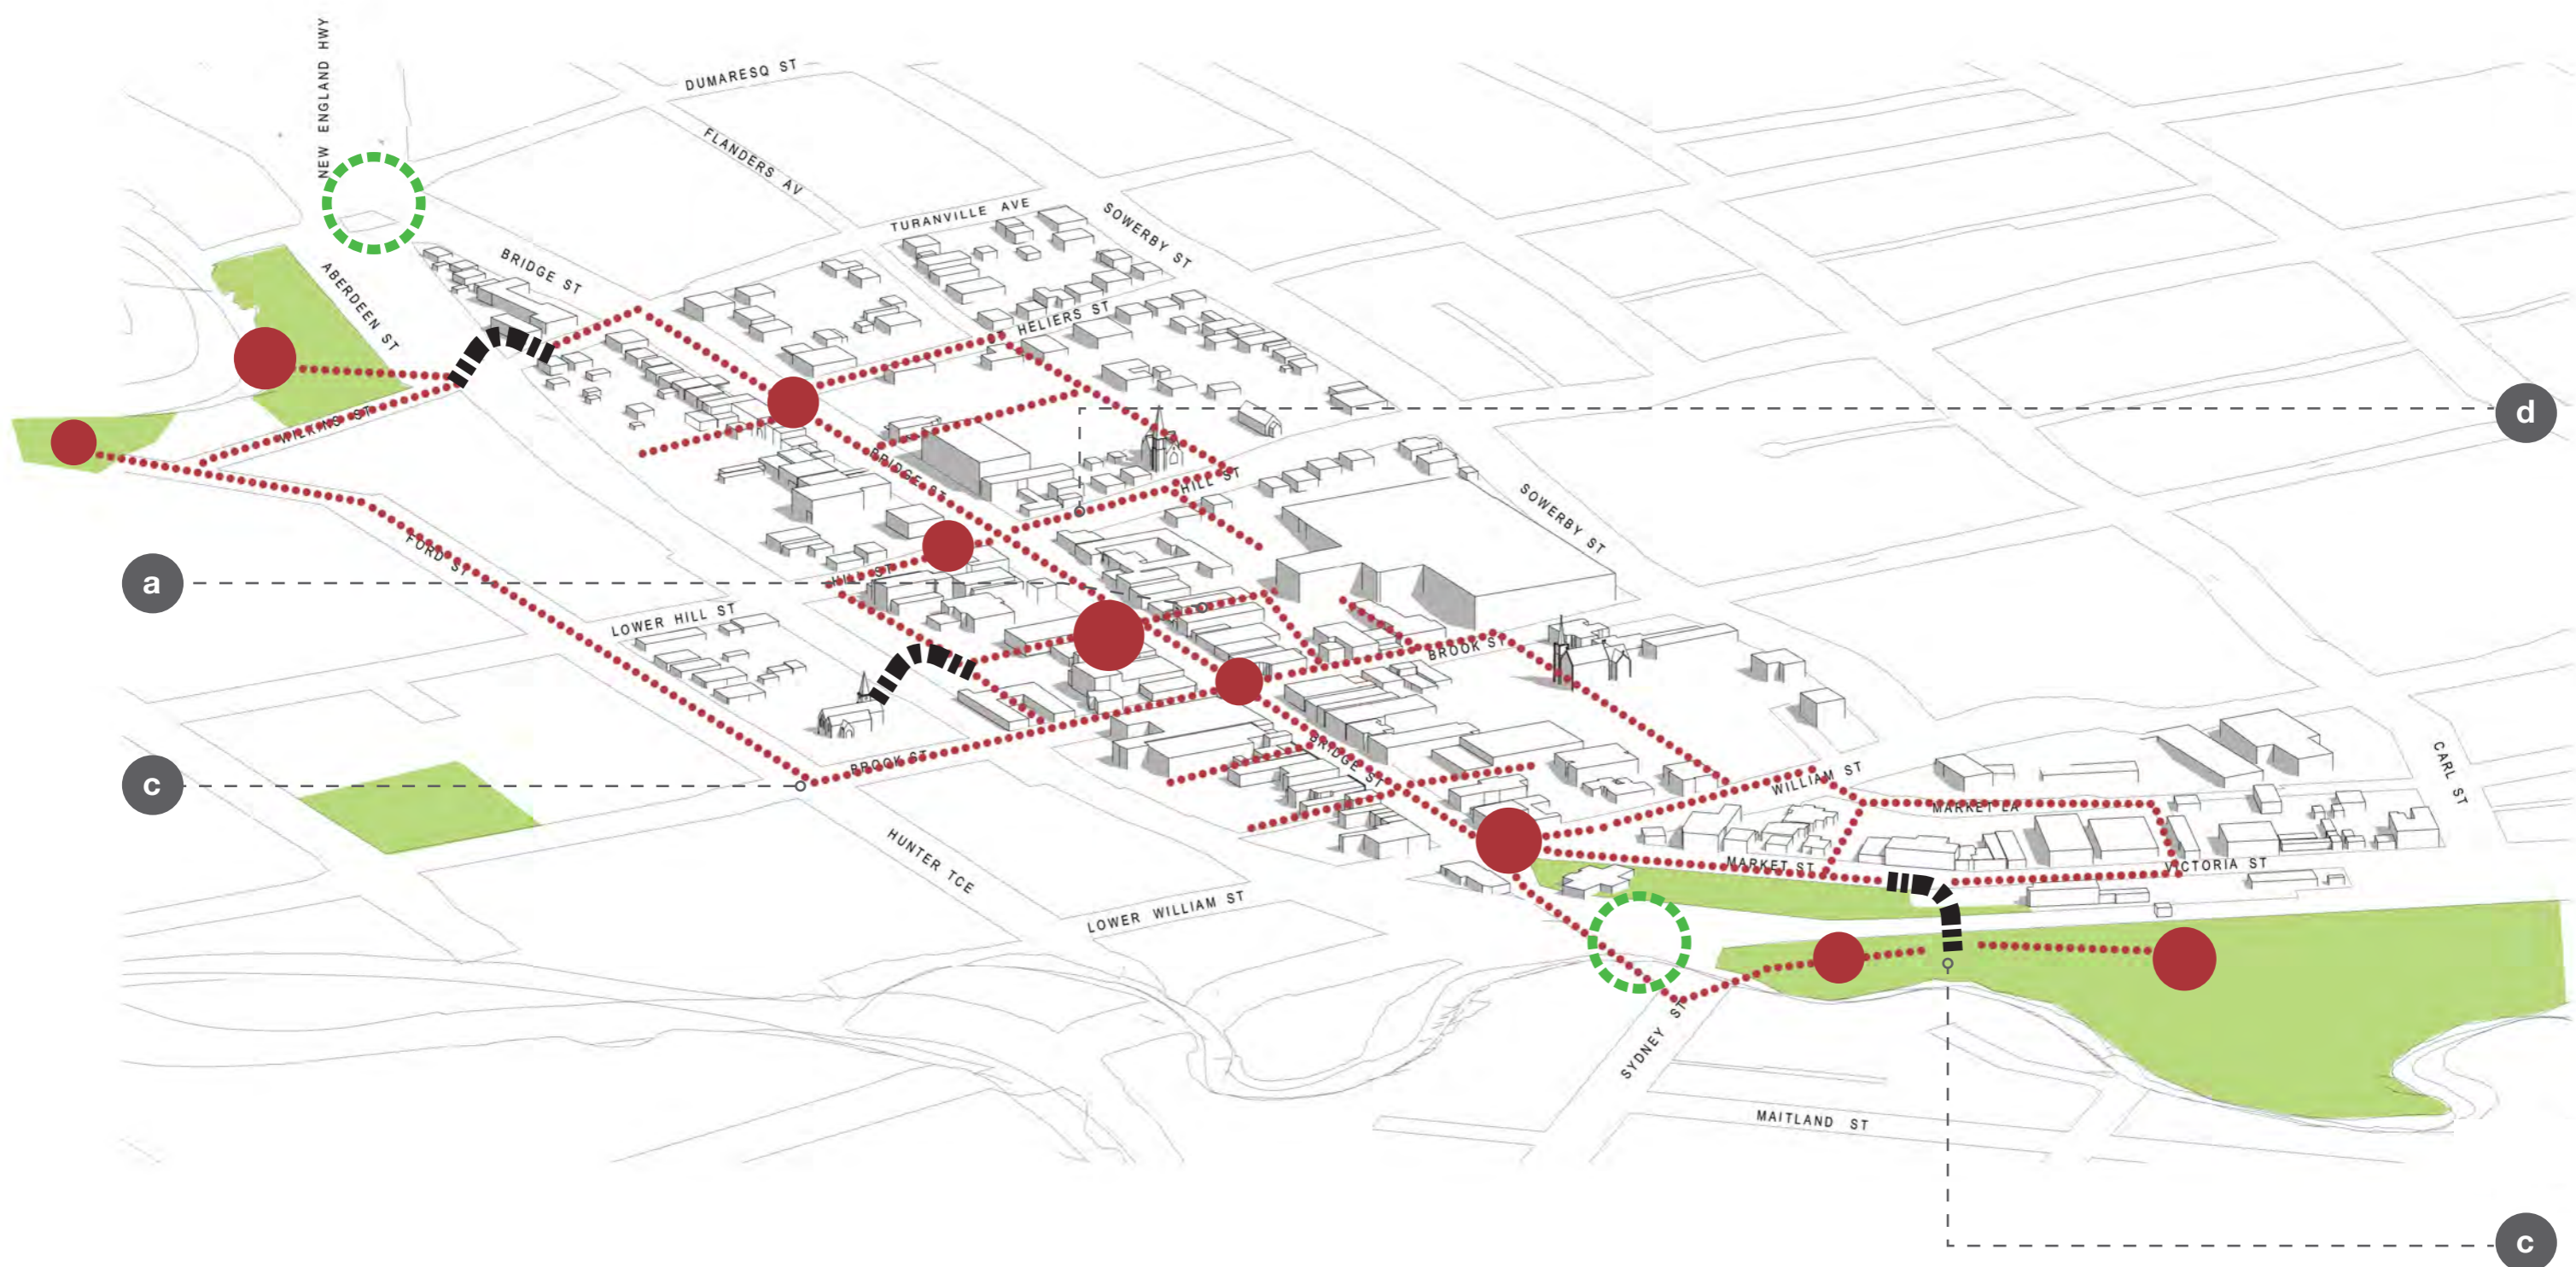 NEW ENGLAND HWY
DUMARESQ ST
FLANDERS AV
TURANVILLE AVE
SOWERBY ST
BRIDGE ST
ABERDEEN ST
HELIERS ST
WILKINS ST
d
BRIDGE ST
HILL ST
SOWERBY ST
FORD ST
a
HILL ST
LOWER HILL ST
BROOK ST
BROOK ST
BRIDGE ST
c
WILLIAM ST
CARL ST
MARKET LA
HUNTER TCE
MARKET ST
VICTORIA ST
LOWER WILLIAM ST
SYDNEY ST
MAITLAND ST
c